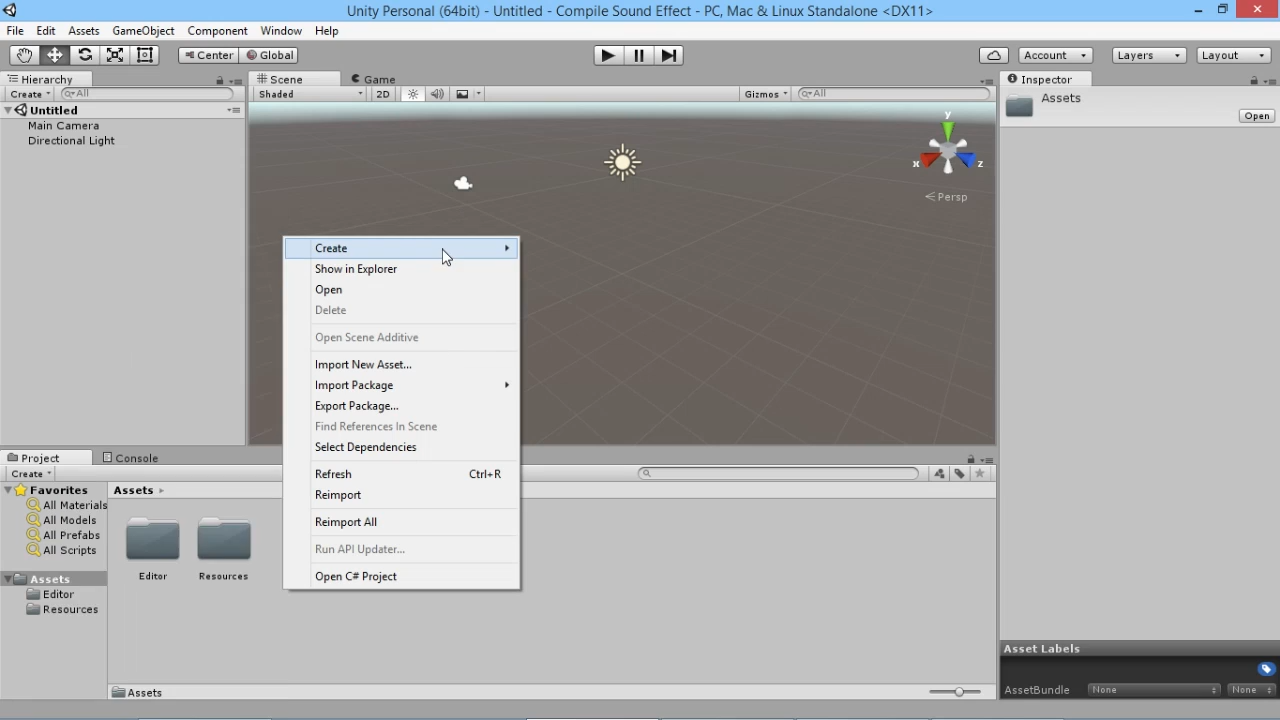 Unity Personal (64bit) - Untitled - Compile Sound Effect - PC, Mac & Linux Standalone <DX11>
File Edit Assets GameObject Component Window Help
Center Global Account Layers Layout
Hierarchy
Create All
Untitled
Main Camera
Directional Light
Scene Game
Shaded 2D Gizmos All
y
x z
Persp
Inspector
Assets
Open
Create
Show in Explorer
Open
Delete
Open Scene Additive
Import New Asset...
Import Package
Export Package...
Find References In Scene
Select Dependencies
Refresh Ctrl+R
Reimport
Reimport All
Run API Updater...
Open C# Project
Project Console
Create
Favorites
All Materials
All Models
All Prefabs
All Scripts
Assets
Editor
Resources
Assets
Editor Resources
Assets
Asset Labels
AssetBundle None None